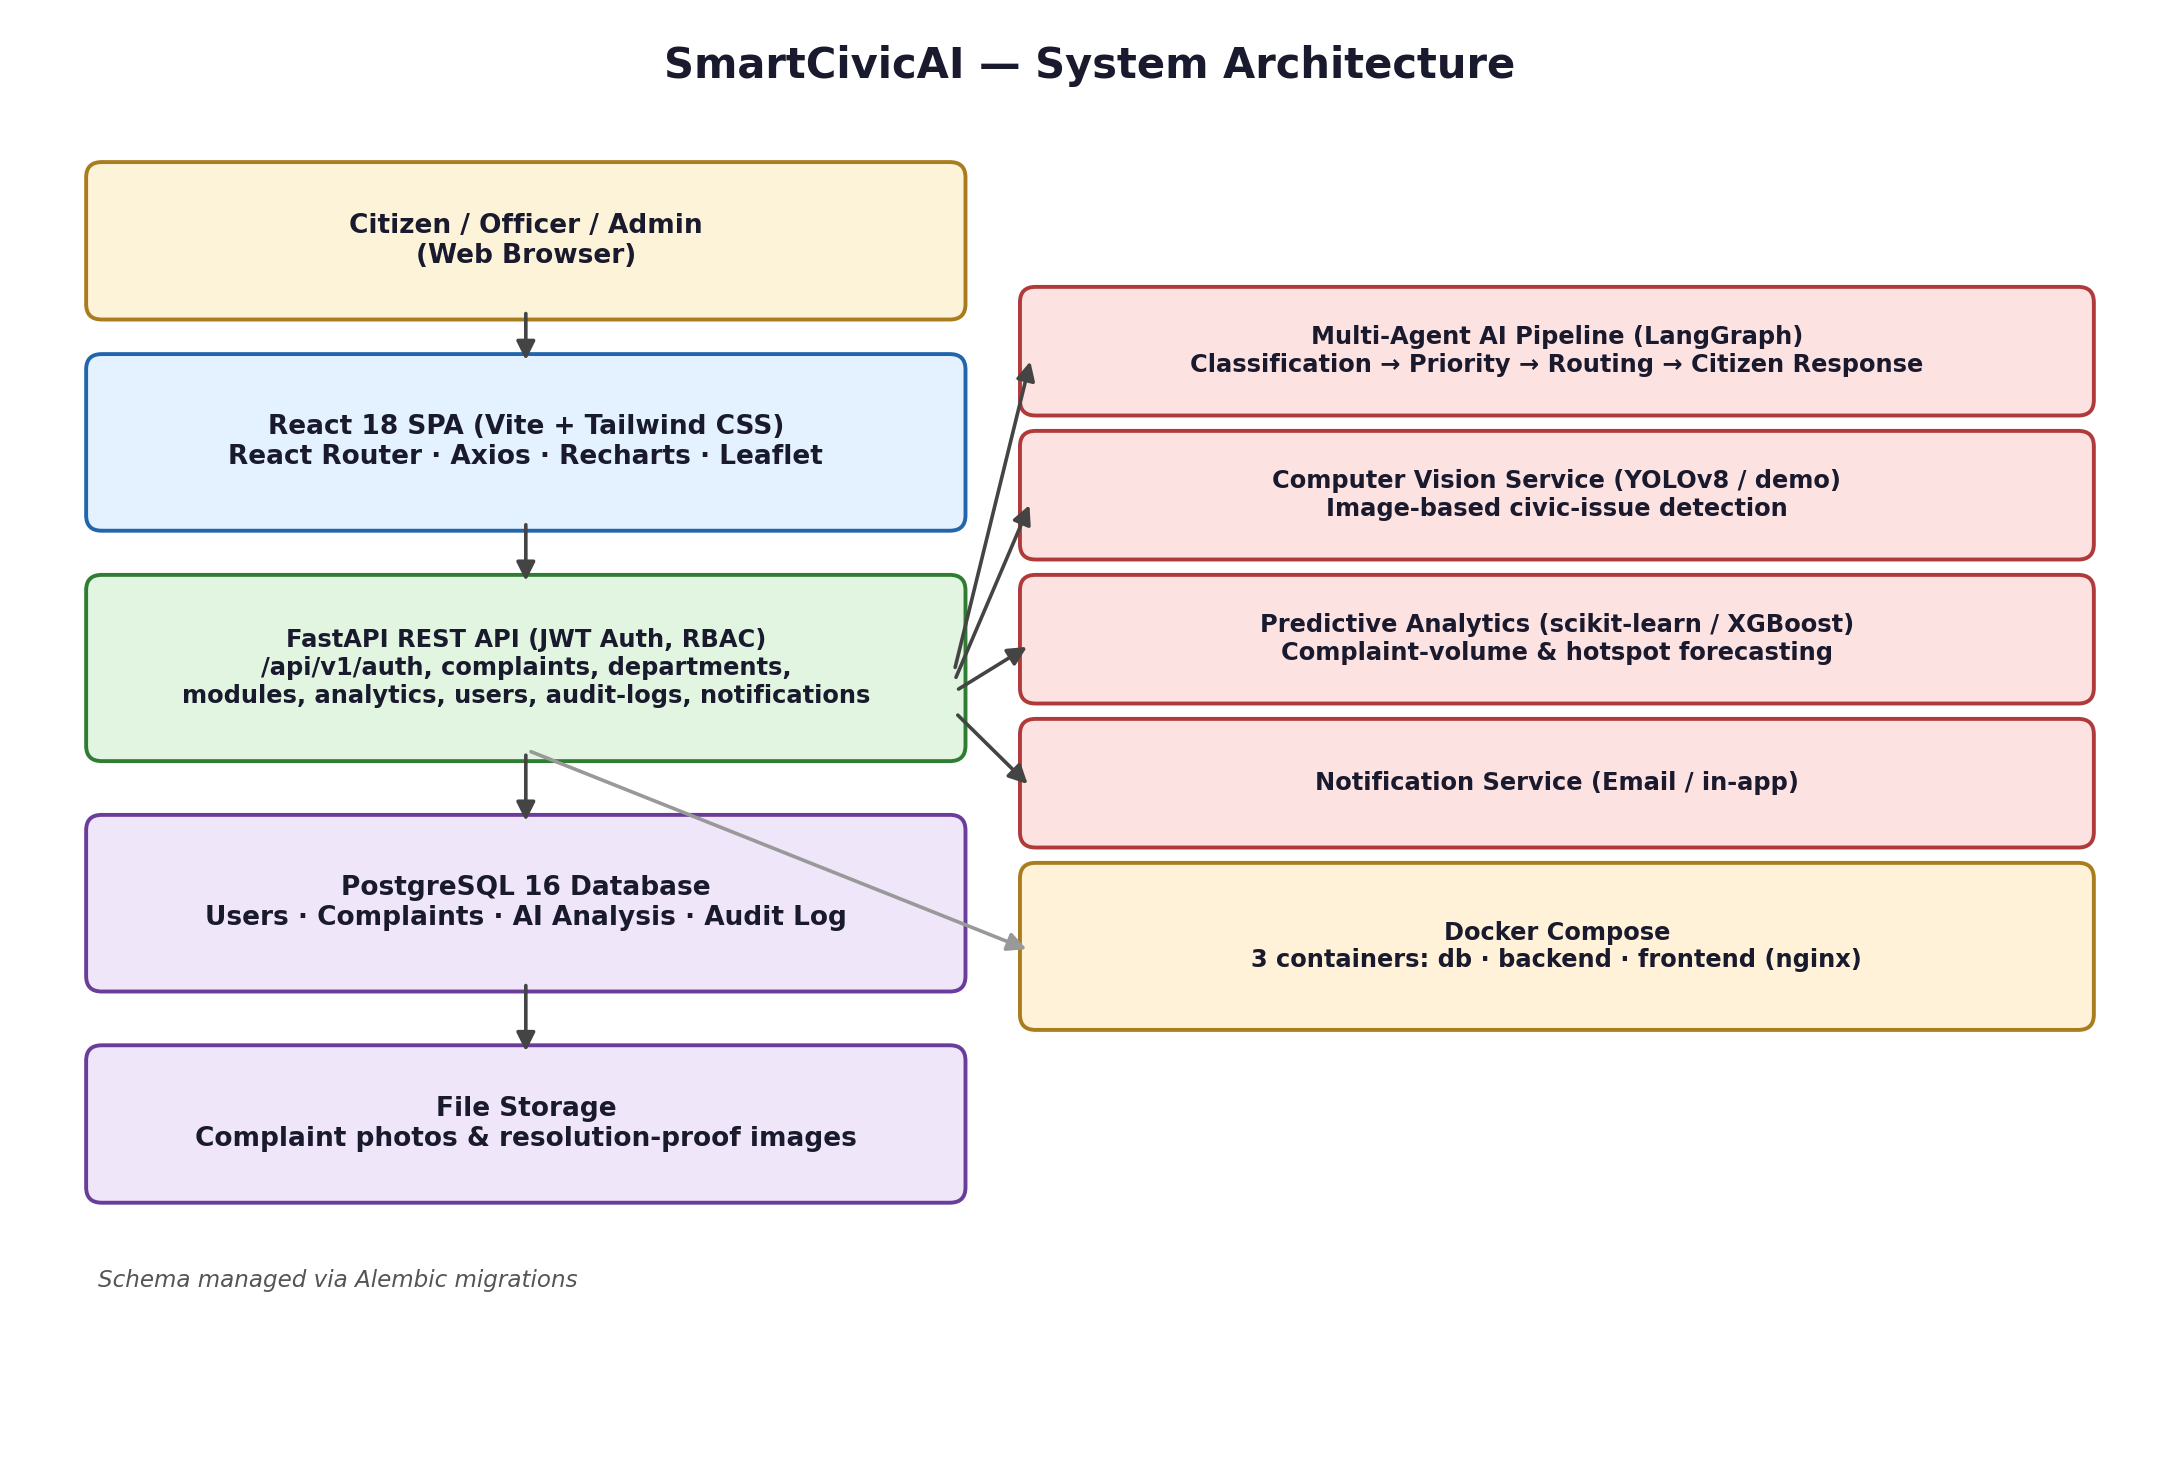 SmartCivicAI — System Architecture
Citizen / Officer / Admin
(Web Browser)
React 18 SPA (Vite + Tailwind CSS)
React Router · Axios · Recharts · Leaflet
FastAPI REST API (JWT Auth, RBAC)
/api/v1/auth, complaints, departments,
modules, analytics, users, audit-logs, notifications
PostgreSQL 16 Database
Users · Complaints · AI Analysis · Audit Log
File Storage
Complaint photos & resolution-proof images
Multi-Agent AI Pipeline (LangGraph)
Classification → Priority → Routing → Citizen Response
Computer Vision Service (YOLOv8 / demo)
Image-based civic-issue detection
Predictive Analytics (scikit-learn / XGBoost)
Complaint-volume & hotspot forecasting
Notification Service (Email / in-app)
Docker Compose
3 containers: db · backend · frontend (nginx)
Schema managed via Alembic migrations